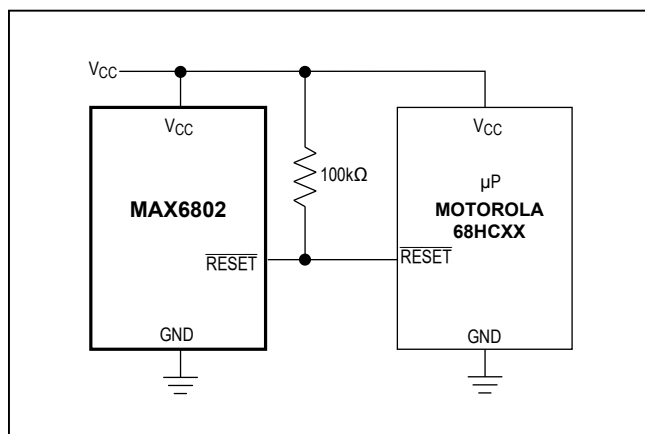 VCC
VCC
MAX6802
RESET
GND
100kΩ
VCC
µP
MOTOROLA
68HCXX
RESET
GND